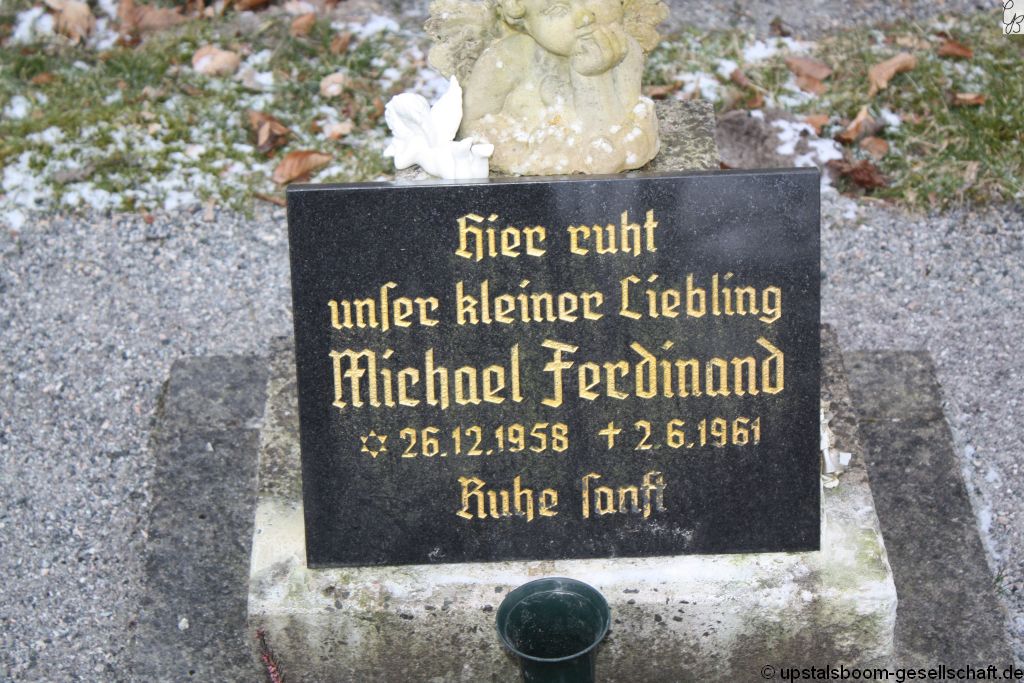 Hier ruht
unser kleiner Liebling
Michael Ferdinand
✡ 26.12.1958 ✝ 2.6.1961
Ruhe sanft
© upstalsboom-gesellschaft.de